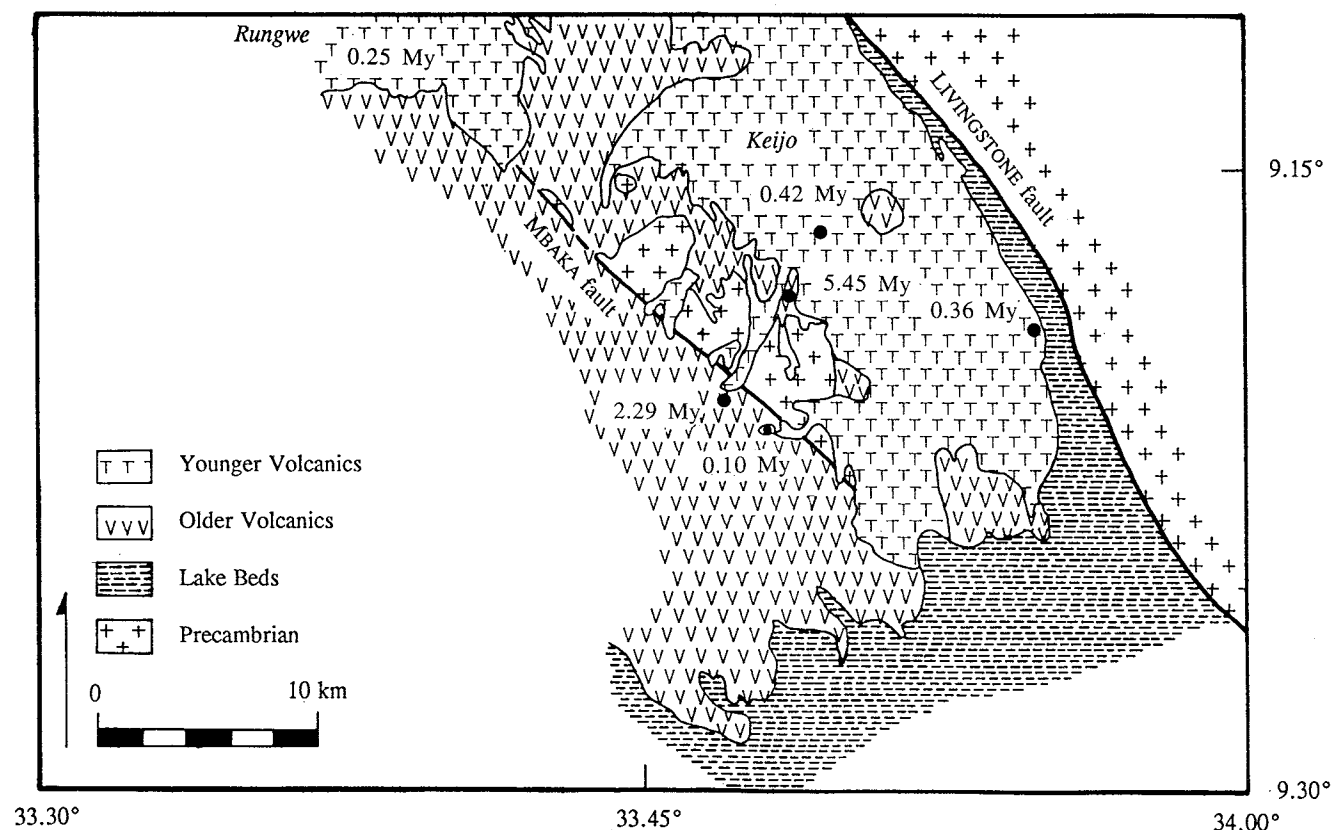 Rungwe
0.25 My
LIVINGSTONE fault
Keijo
9.15°
0.42 My
MBAKA fault
5.45 My
0.36 My
2.29 My
0.10 My
Younger Volcanics
Older Volcanics
Lake Beds
Precambrian
0 10 km
9.30°
33.30° 33.45° 34.00°